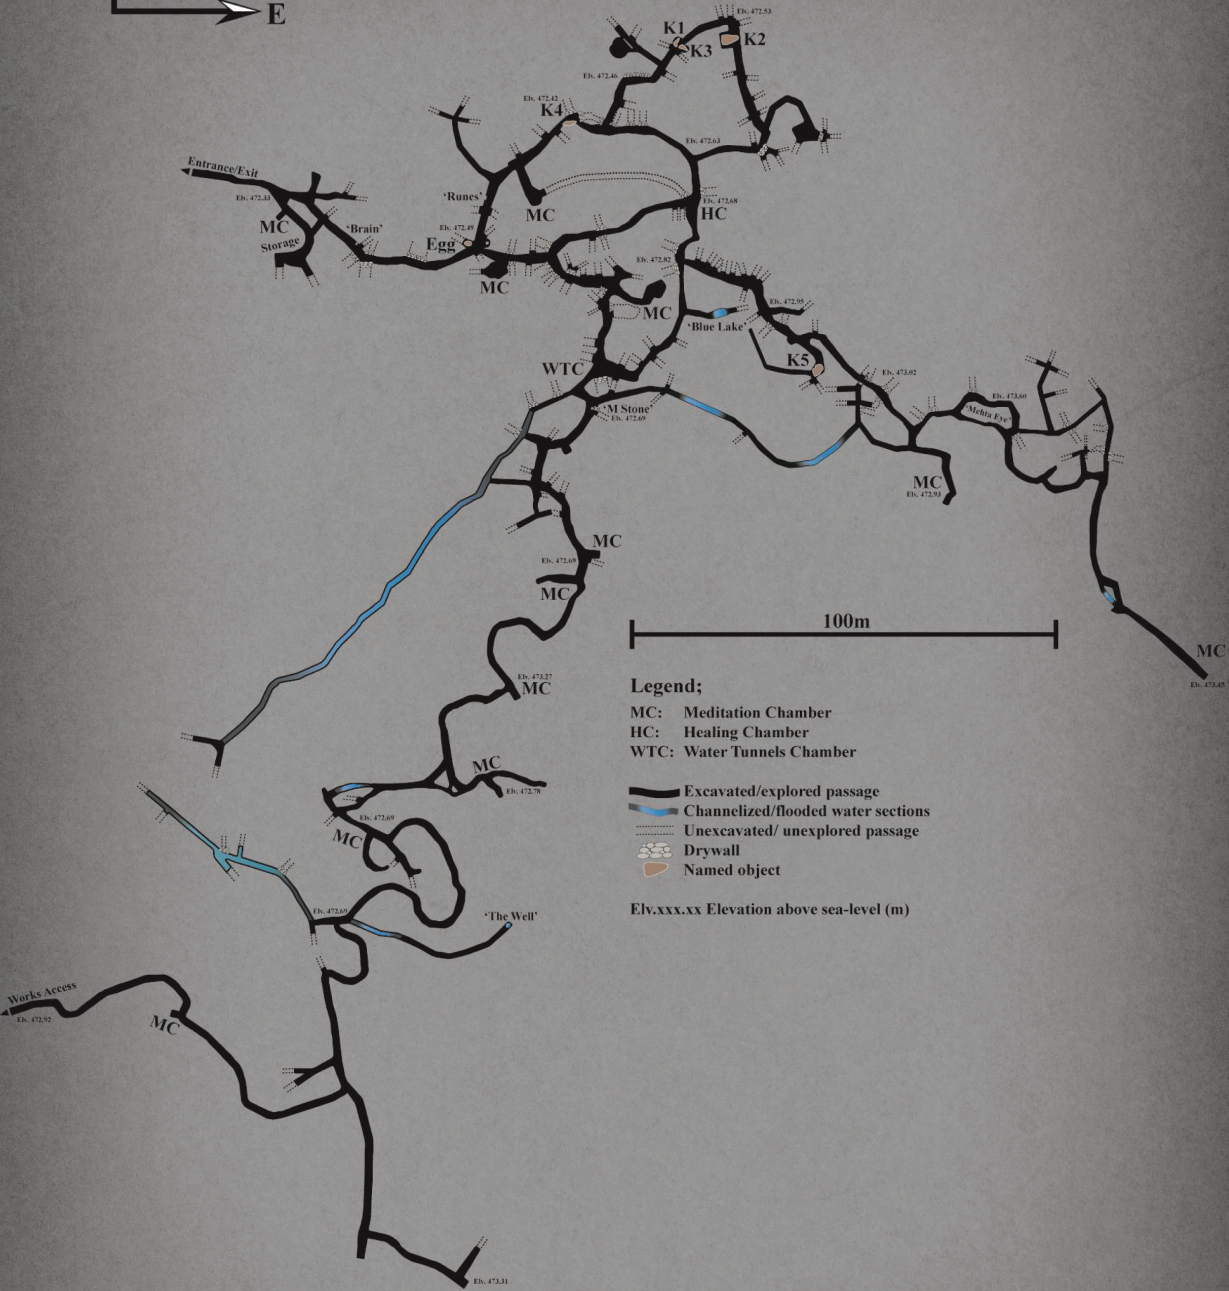 E
Elv. 472.53
K1
K3
K2
Elv. 472.46
Elv. 472.42
K4
Elv. 472.63
Entrance/Exit
Elv. 472.33
MC
Storage
'Brain'
'Runes'
Elv. 472.49
Egg
MC
MC
Elv. 472.68
HC
Elv. 472.82
MC
'Blue Lake'
Elv. 472.95
K5
Elv. 473.02
WTC
'M Stone'
Elv. 472.69
Elv. 473.60
'Mehta Eye'
MC
Elv. 472.93
MC
Elv. 472.69
MC
100m
MC
Elv. 473.45
Elv. 473.27
MC
Legend;
MC: Meditation Chamber
HC: Healing Chamber
WTC: Water Tunnels Chamber
Excavated/explored passage
Channelized/flooded water sections
Unexcavated/ unexplored passage
Drywall
Named object
Elv.xxx.xx Elevation above sea-level (m)
MC
Elv. 472.78
Elv. 472.69
MC
Elv. 472.69
'The Well'
Works Access
Elv. 472.92
MC
Elv. 473.31